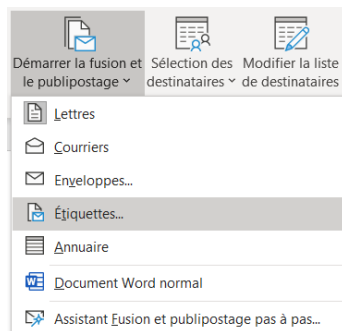 Démarrer la fusion et
le publipostage
Sélection des
destinataires
Modifier la liste
de destinataires
Lettres
Courriers
Enveloppes...
Étiquettes...
Annuaire
Document Word normal
Assistant Fusion et publipostage pas à pas...